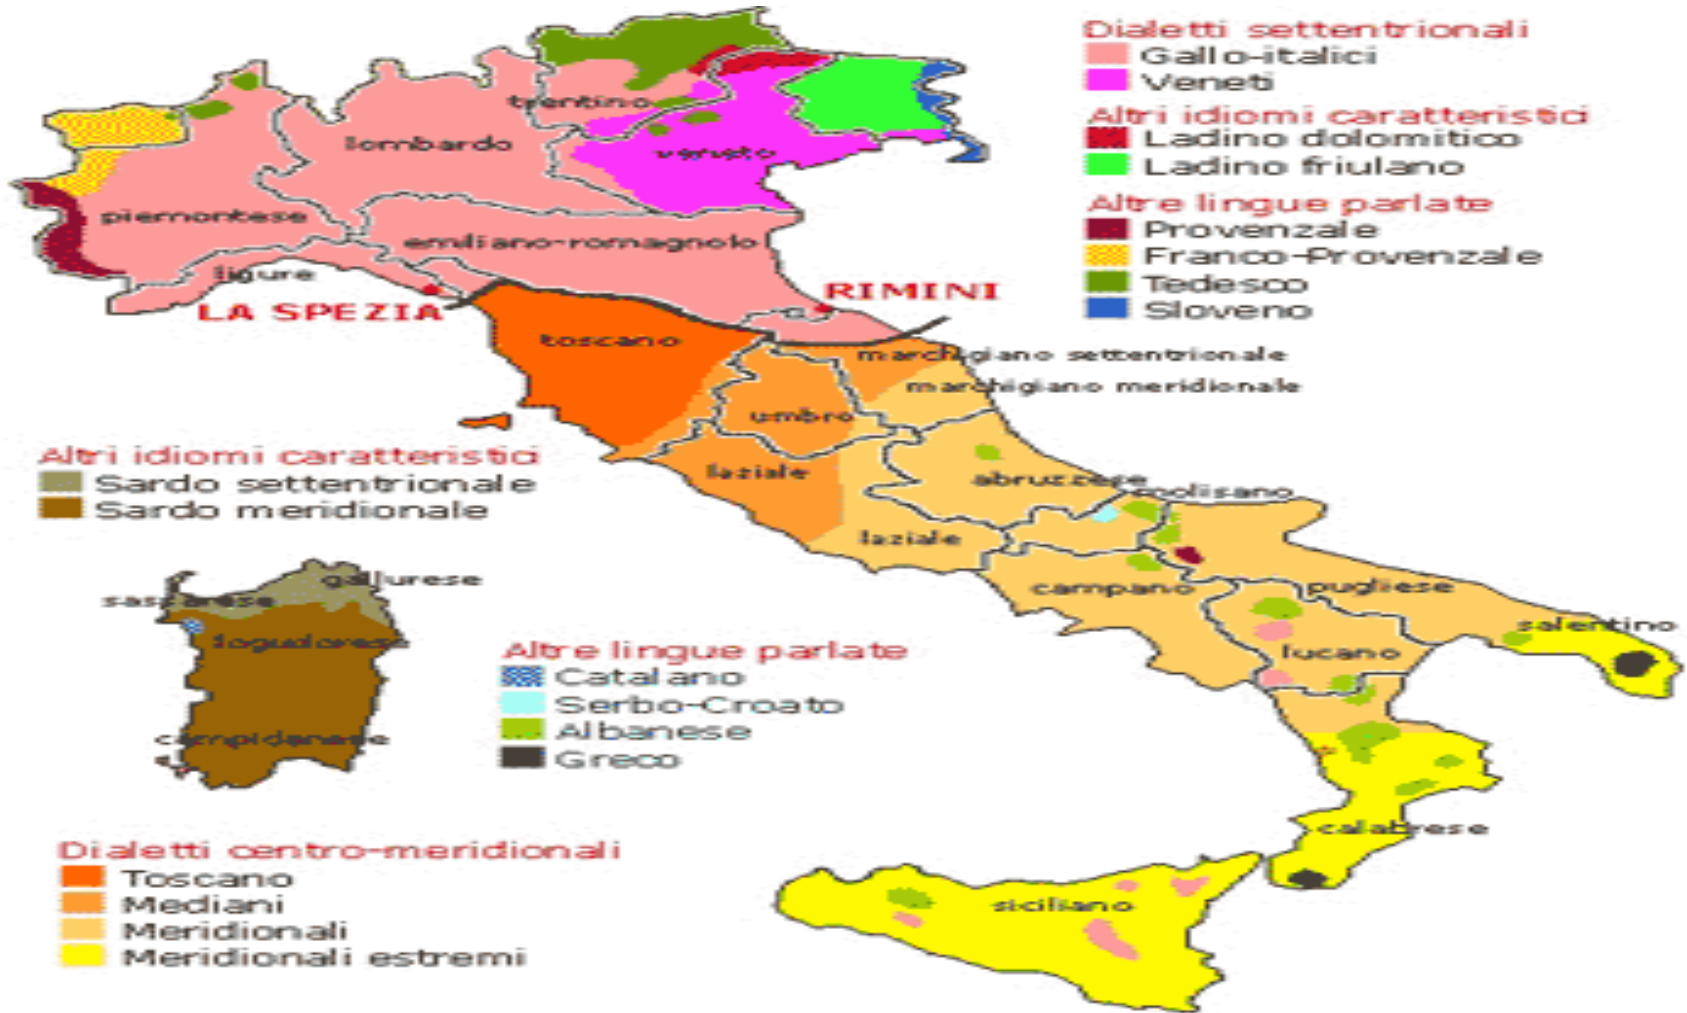 Dialetti settentrionali
Gallo-italici
Veneti
Altri idiomi caratteristici
Ladino dolomitico
Ladino friulano
Altre lingue parlate
Provenzale
Franco-Provenzale
Tedesco
Sloveno
trentino
lombardo
veneto
piemontese
emiliano-romagnolo
ligure
LA SPEZIA
RIMINI
toscano
marchigiano settentrionale
marchigiano meridionale
umbro
laziale
abruzzese
molisano
laziale
campano
pugliese
salentino
lucano
calabrese
siciliano
Altri idiomi caratteristici
Sardo settentrionale
Sardo meridionale
gallurese
sassarese
logudorese
campidanese
Altre lingue parlate
Catalano
Serbo-Croato
Albanese
Greco
Dialetti centro-meridionali
Toscano
Mediani
Meridionali
Meridionali estremi